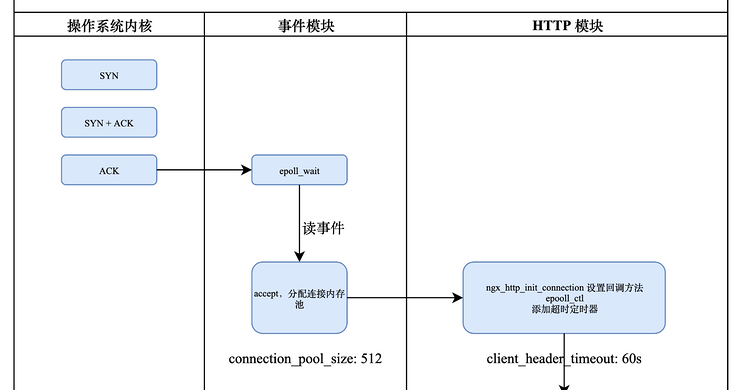 操作系统内核
事件模块
HTTP 模块
SYN
SYN + ACK
ACK
epoll_wait
读事件
accept，分配连接内存
池
ngx_http_init_connection 设置回调方法
epooll_ctl
添加超时定时器
connection_pool_size: 512
client_header_timeout: 60s